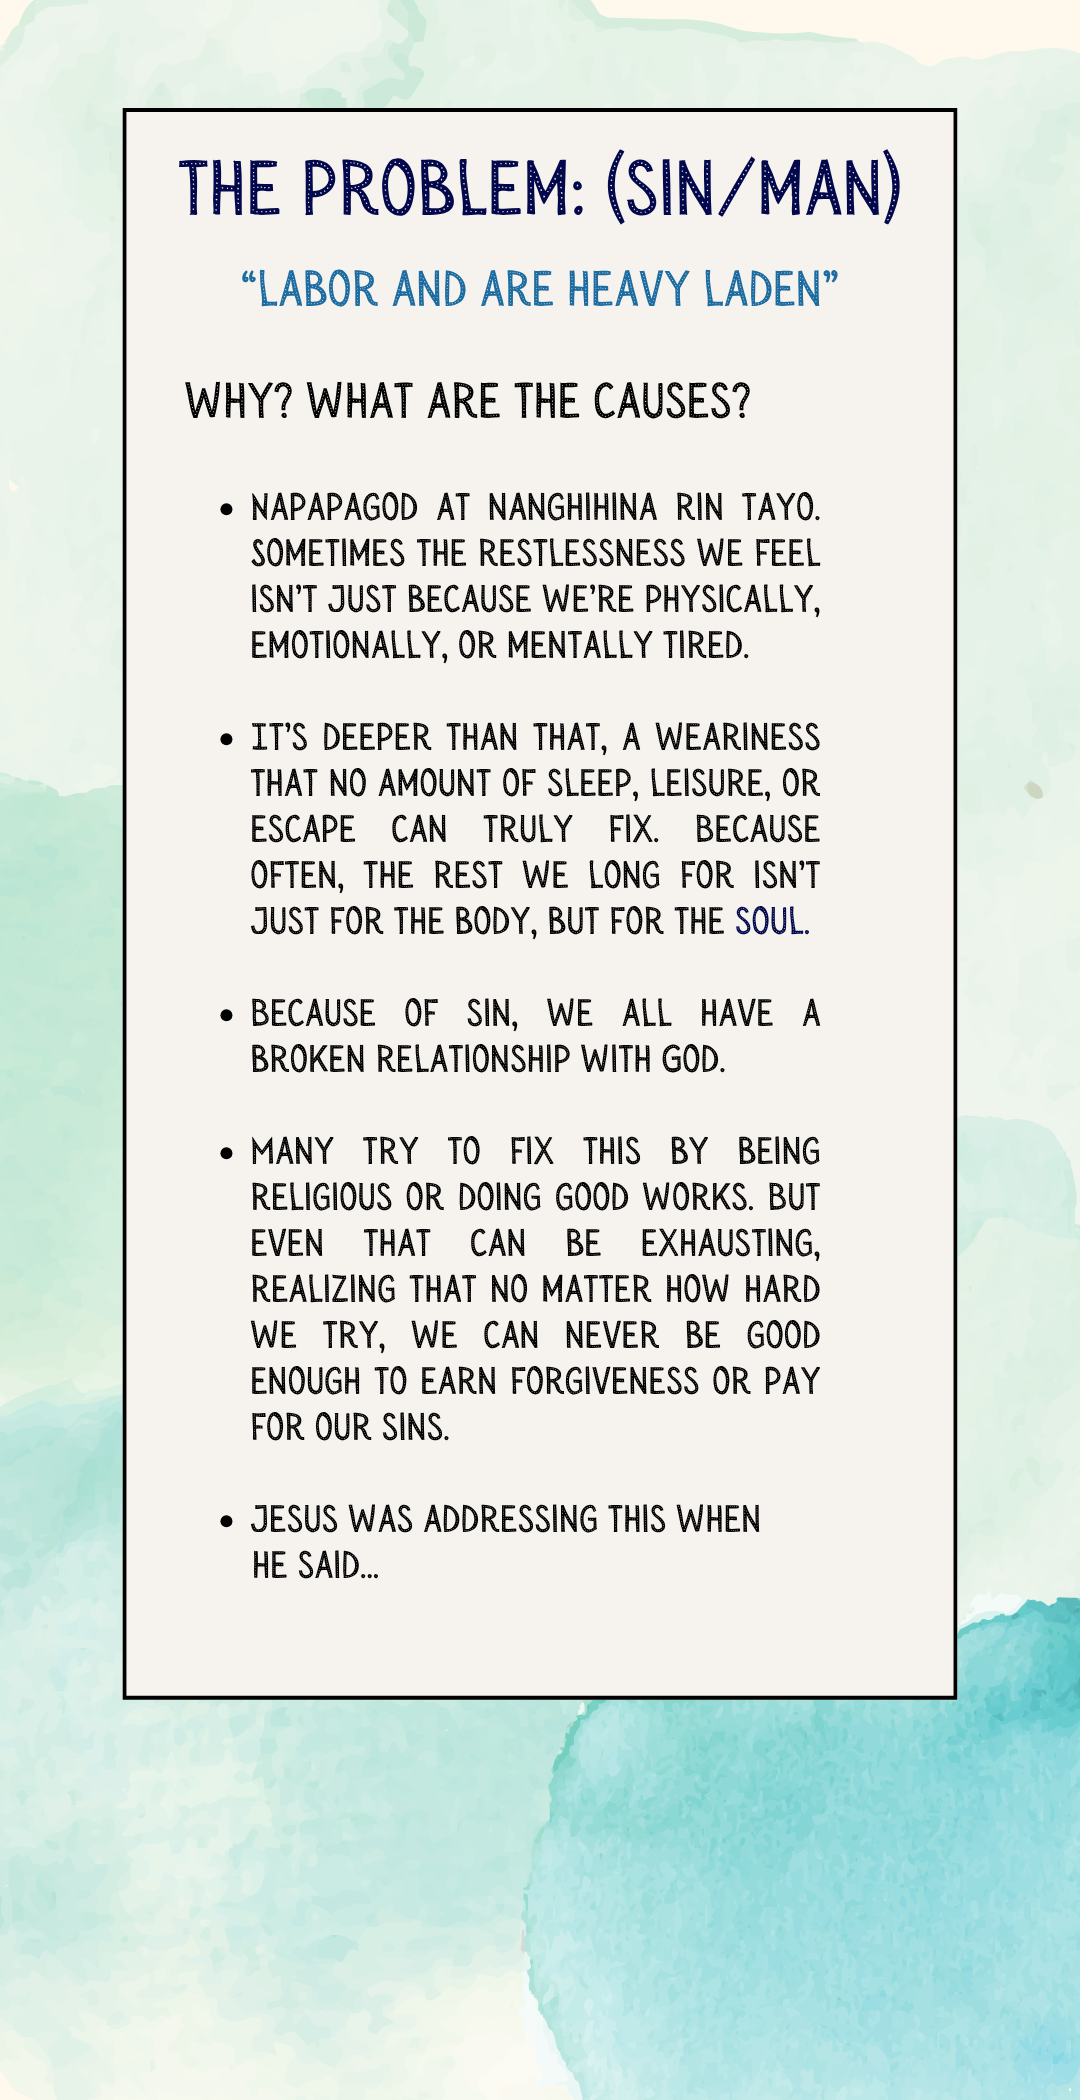 THE PROBLEM: (SIN/MAN)
“LABOR AND ARE HEAVY LADEN”
WHY? WHAT ARE THE CAUSES?
• NAPAPAGOD AT NANGHIHINA RIN TAYO.
SOMETIMES THE RESTLESSNESS WE FEEL
ISN’T JUST BECAUSE WE’RE PHYSICALLY,
EMOTIONALLY, OR MENTALLY TIRED.
• IT’S DEEPER THAN THAT, A WEARINESS
THAT NO AMOUNT OF SLEEP, LEISURE, OR
ESCAPE CAN TRULY FIX. BECAUSE
OFTEN, THE REST WE LONG FOR ISN’T
JUST FOR THE BODY, BUT FOR THE SOUL.
• BECAUSE OF SIN, WE ALL HAVE A
BROKEN RELATIONSHIP WITH GOD.
• MANY TRY TO FIX THIS BY BEING
RELIGIOUS OR DOING GOOD WORKS. BUT
EVEN THAT CAN BE EXHAUSTING,
REALIZING THAT NO MATTER HOW HARD
WE TRY, WE CAN NEVER BE GOOD
ENOUGH TO EARN FORGIVENESS OR PAY
FOR OUR SINS.
• JESUS WAS ADDRESSING THIS WHEN
HE SAID...